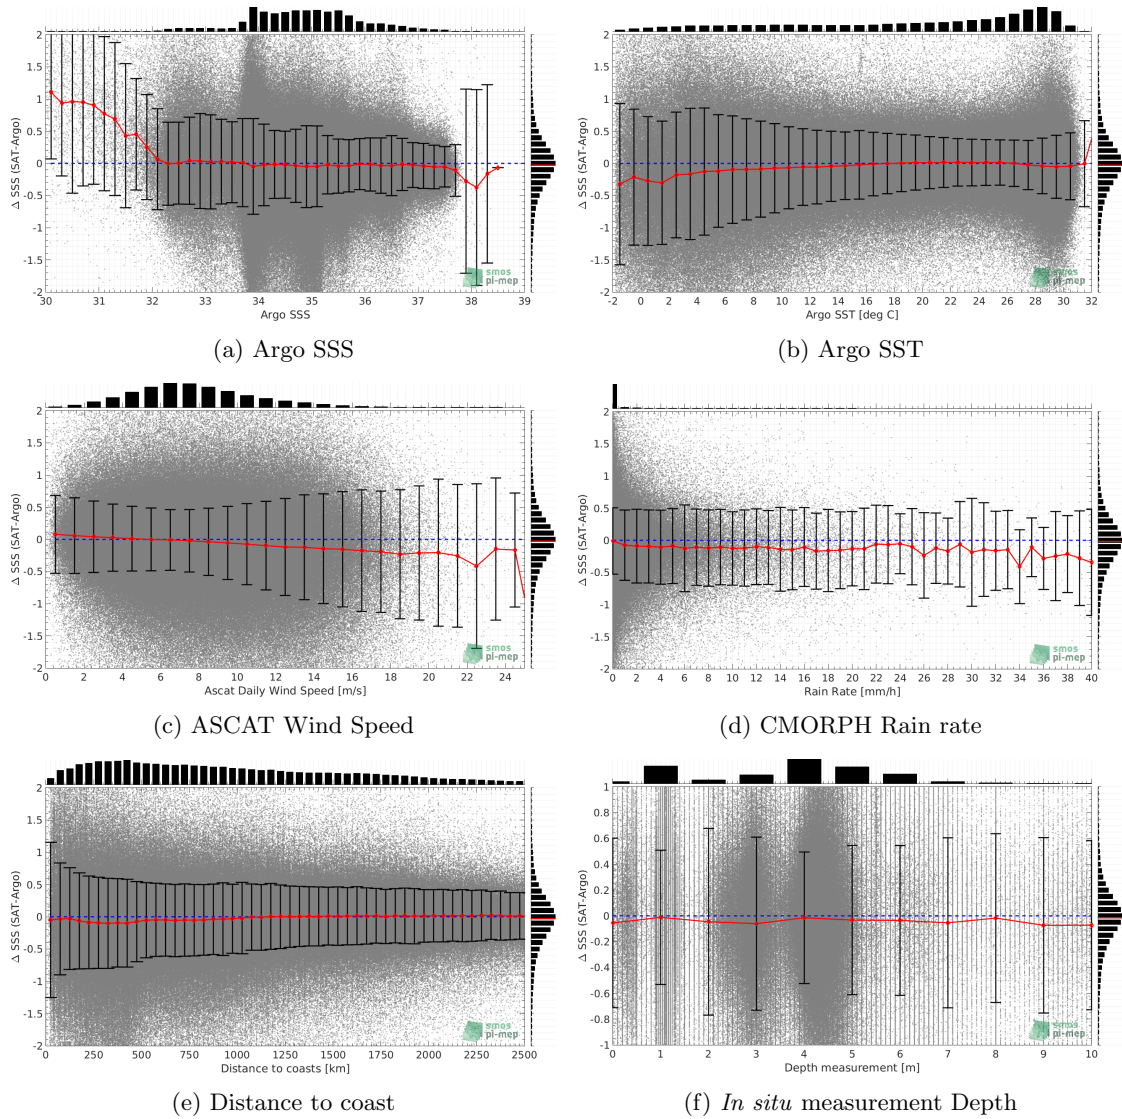 2
1.5
1
0.5
0
-0.5
-1
-1.5
-2
Δ SSS (SAT-Argo)
30 31 32 33 34 35 36 37 38 39
Argo SSS
smos
pi-mep
(a) Argo SSS
2
1.5
1
0.5
0
-0.5
-1
-1.5
-2
Δ SSS (SAT-Argo)
-2 0 2 4 6 8 10 12 14 16 18 20 22 24 26 28 30 32
Argo SST [deg C]
smos
pi-mep
(b) Argo SST
2
1.5
1
0.5
0
-0.5
-1
-1.5
-2
Δ SSS (SAT-Argo)
0 2 4 6 8 10 12 14 16 18 20 22 24
Ascat Daily Wind Speed [m/s]
smos
pi-mep
(c) ASCAT Wind Speed
2
1.5
1
0.5
0
-0.5
-1
-1.5
-2
Δ SSS (SAT-Argo)
0 2 4 6 8 10 12 14 16 18 20 22 24 26 28 30 32 34 36 38 40
Rain Rate [mm/h]
smos
pi-mep
(d) CMORPH Rain rate
2
1.5
1
0.5
0
-0.5
-1
-1.5
-2
Δ SSS (SAT-Argo)
0 250 500 750 1000 1250 1500 1750 2000 2250 2500
Distance to coasts [km]
smos
pi-mep
(e) Distance to coast
1
0.8
0.6
0.4
0.2
0
-0.2
-0.4
-0.6
-0.8
-1
Δ SSS (SAT-Argo)
0 1 2 3 4 5 6 7 8 9 10
Depth measurement [m]
smos
pi-mep
(f) In situ measurement Depth